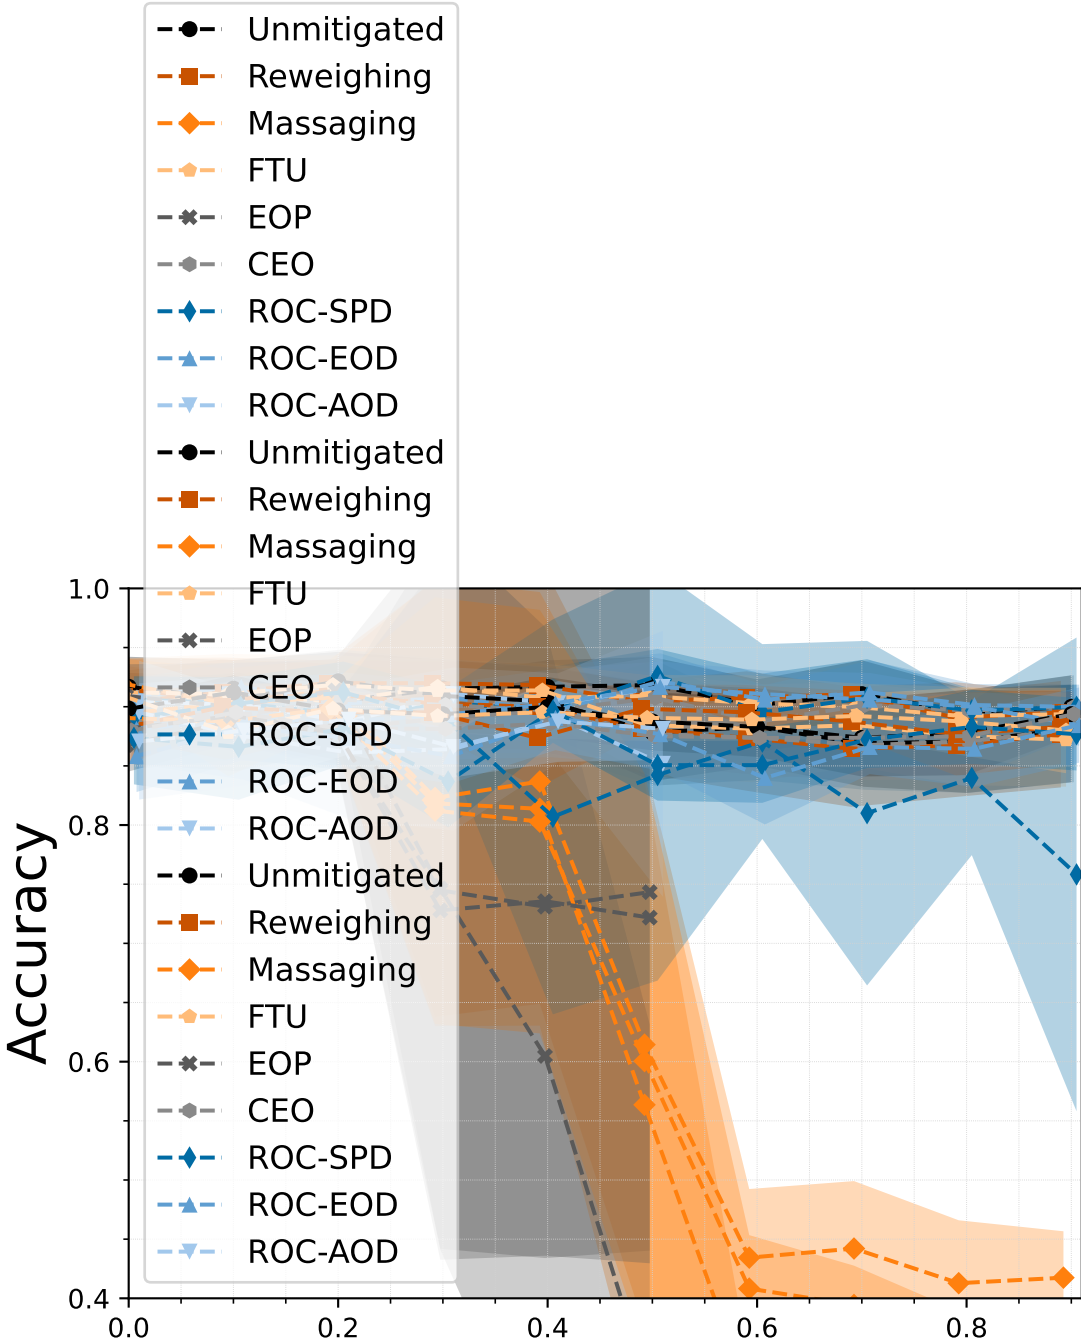 Unmitigated
Reweighing
Massaging
FTU
EOP
CEO
ROC-SPD
ROC-EOD
ROC-AOD
Unmitigated
Reweighing
Massaging
FTU
EOP
CEO
ROC-SPD
ROC-EOD
ROC-AOD
Unmitigated
Reweighing
Massaging
FTU
EOP
CEO
ROC-SPD
ROC-EOD
ROC-AOD
Accuracy
1.0
0.8
0.6
0.4
0.0 0.2 0.4 0.6 0.8